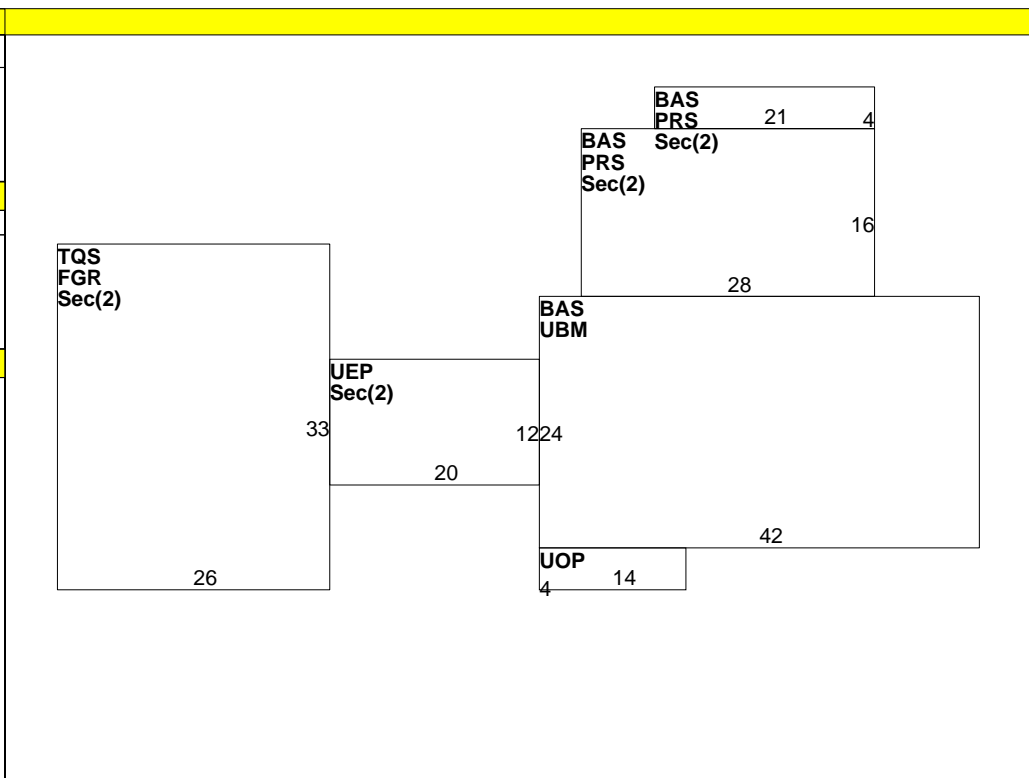 BAS
PRS
Sec(2)
21
4
BAS
PRS
Sec(2)
16
28
TQS
FGR
Sec(2)
33
26
UEP
Sec(2)
12
20
BAS
UBM
24
42
UOP
4
14